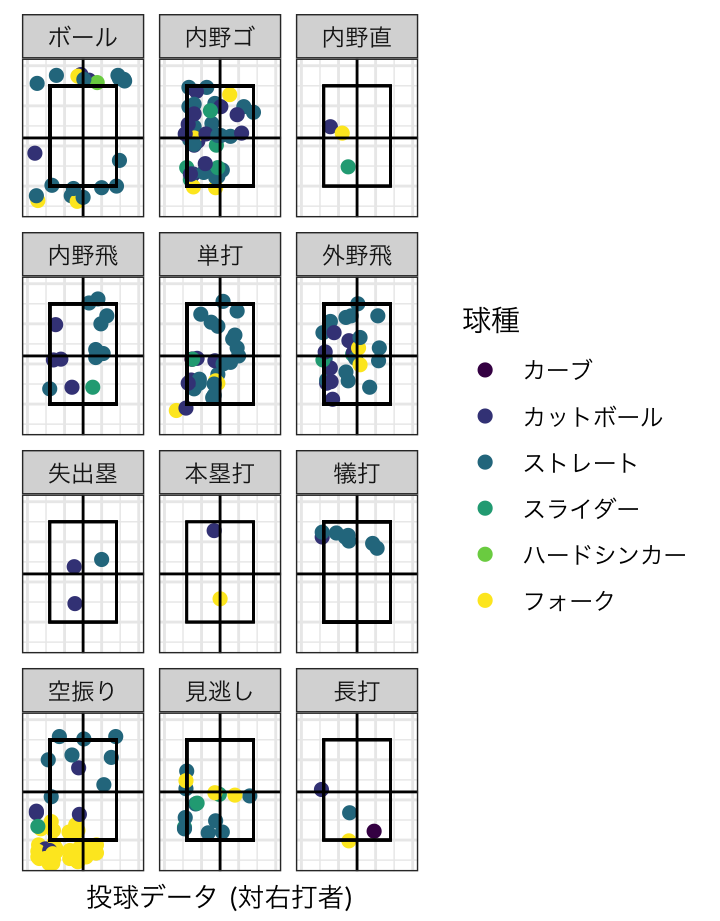 ボール
内野ゴ
内野直
内野飛
単打
外野飛
失出塁
本塁打
犠打
空振り
見逃し
長打
球種
カーブ
カットボール
ストレート
スライダー
ハードシンカー
フォーク
投球データ (対右打者)